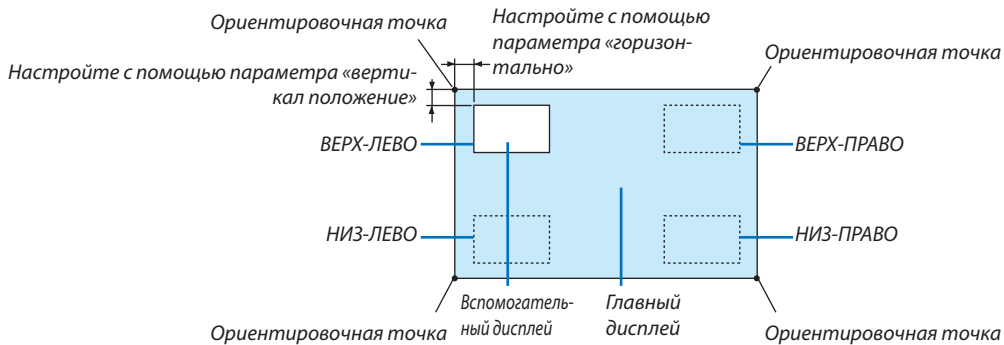 Ориентировочная точка
Настройте с помощью
параметра «горизон-
тально»
Ориентировочная точка
Настройте с помощью параметра «верти-
кал положение»
ВЕРХ-ЛЕВО
ВЕРХ-ПРАВО
НИЗ-ЛЕВО
НИЗ-ПРАВО
Вспомогатель-
ный дисплей
Главный
дисплей
Ориентировочная точка
Ориентировочная точка